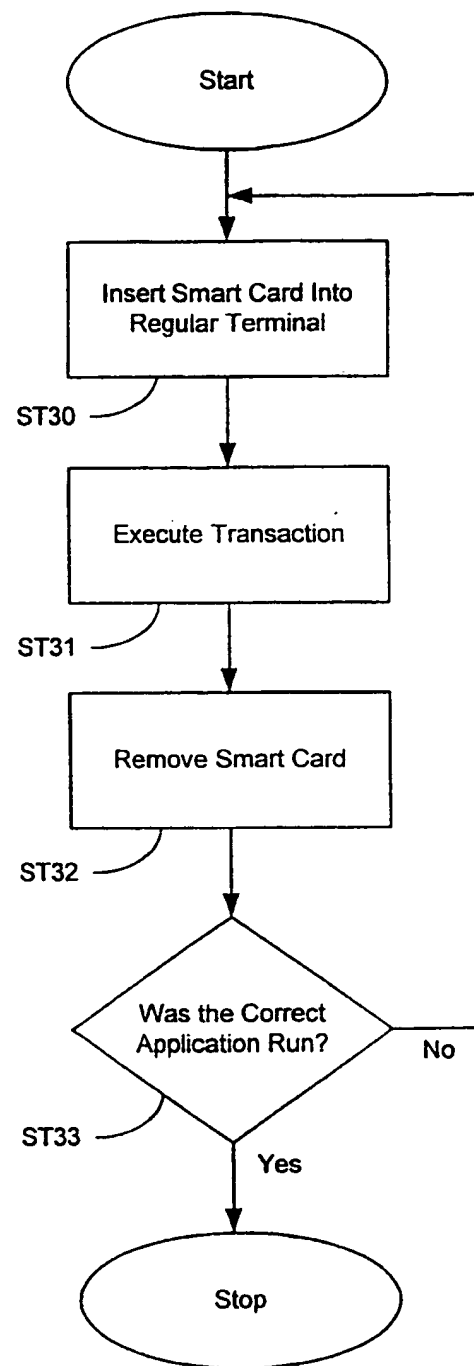 Start
Insert Smart Card Into
Regular Terminal
ST30
Execute Transaction
ST31
Remove Smart Card
ST32
Was the Correct
Application Run?
No
ST33
Yes
Stop